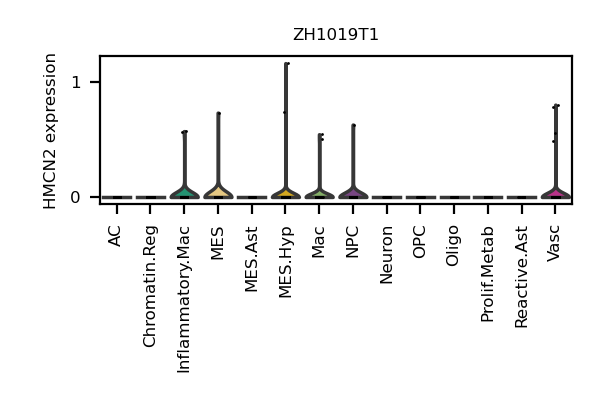 ZH1019T1
HMCN2 expression
1
0
AC
Chromatin.Reg
Inflammatory.Mac
MES
MES.Ast
MES.Hyp
Mac
NPC
Neuron
OPC
Oligo
Prolif.Metab
Reactive.Ast
Vasc